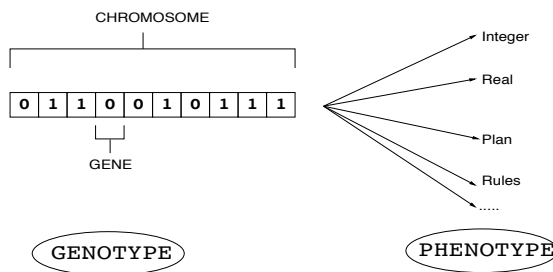 CHROMOSOME
0 1 1 0 0 1 0 1 1 1
GENE
GENOTYPE
Integer
Real
Plan
Rules
.....
PHENOTYPE